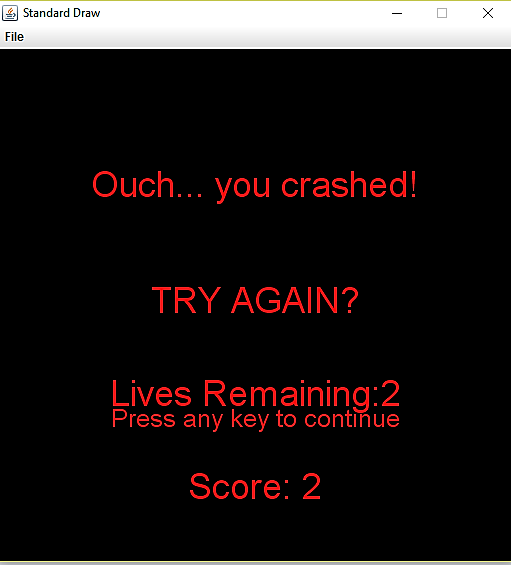 Standard Draw
File
Ouch... you crashed!
TRY AGAIN?
Lives Remaining:2
Press any key to continue
Score: 2